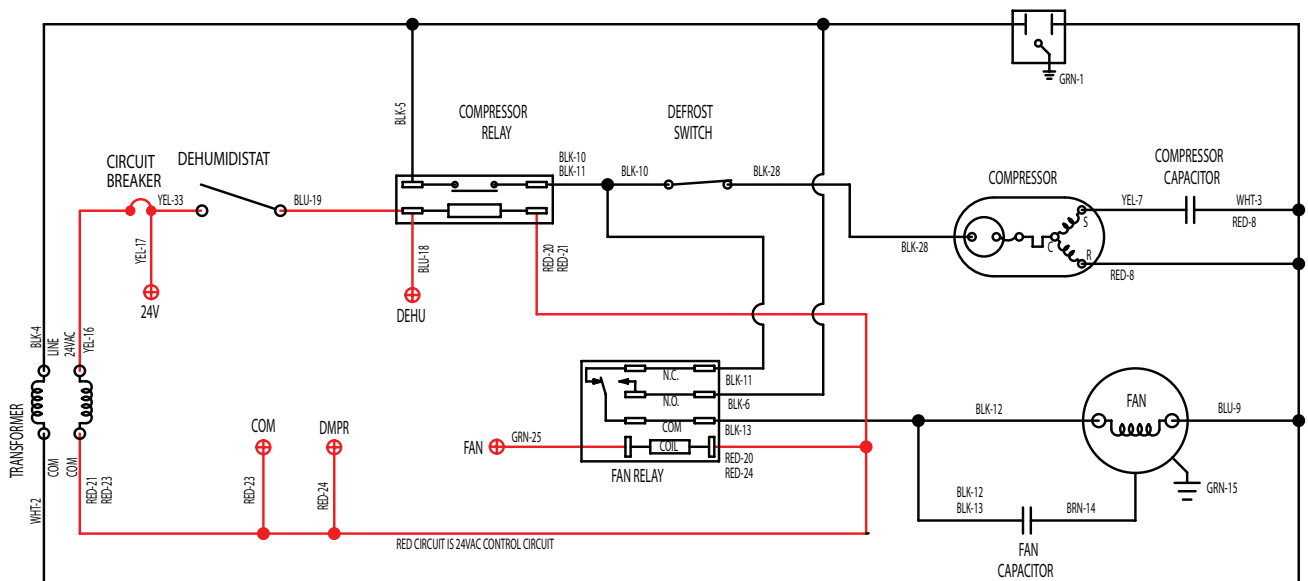 GRN-1
BLK-5
COMPRESSOR
RELAY
DEFROST
SWITCH
BLK-10
BLK-11
BLK-10
BLK-28
COMPRESSOR
COMPRESSOR
CAPACITOR
CIRCUIT
BREAKER
DEHUMIDISTAT
YEL-33
BLU-19
YEL-17
24V
BLU-18
DEHU
RED-20
RED-21
BLK-28
S
C
R
YEL-7
WHT-3
RED-8
RED-8
BLK-4
LINE
24VAC
YEL-16
TRANSFORMER
WHT-2
COM
COM
RED-21
RED-23
COM
RED-23
DMPR
RED-24
RED CIRCUIT IS 24VAC CONTROL CIRCUIT
FAN
GRN-25
N.C.
BLK-11
N.O.
BLK-6
COM
BLK-13
COIL
RED-20
RED-24
FAN RELAY
BLK-12
FAN
BLU-9
GRN-15
BLK-12
BLK-13
BRN-14
FAN
CAPACITOR